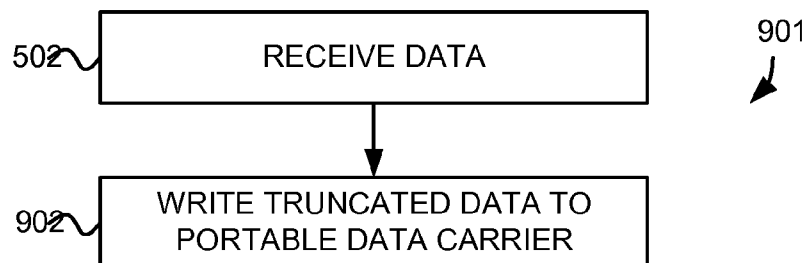 901
502
RECEIVE DATA
902
WRITE TRUNCATED DATA TO
PORTABLE DATA CARRIER